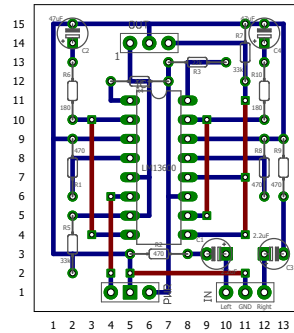 15
14
13
12
11
10
9
8
7
6
5
4
3
2
1
1 2 3 4 5 6 7 8 9 10 11 12 13
47uF
C2
OUT
1
R7
33k
R3
C4
R6
180
R10
180
IC1
LM13600
470
R1
470
R8
R9
470
R5
33k
R2
470
C1
2.2uF
C3
PWR
IN
Left
GND
Right